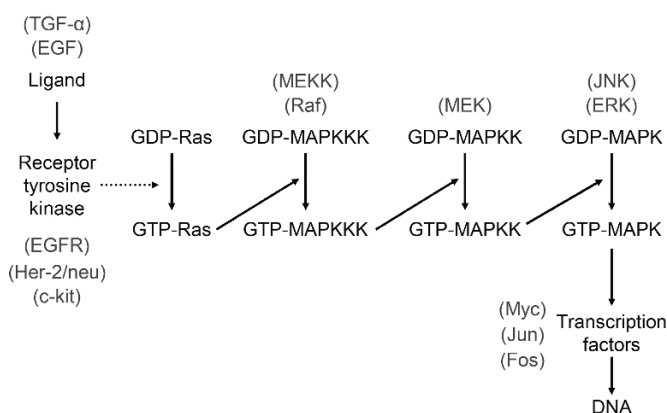 (TGF-α)
(EGF)
Ligand
Receptor
tyrosine
kinase
(EGFR)
(Her-2/neu)
(c-kit)
GDP-Ras
GTP-Ras
(MEKK)
(Raf)
GDP-MAPKKK
GTP-MAPKKK
(MEK)
GDP-MAPKK
GTP-MAPKK
(JNK)
(ERK)
GDP-MAPK
GTP-MAPK
(Myc)
(Jun)
(Fos)
Transcription
factors
DNA